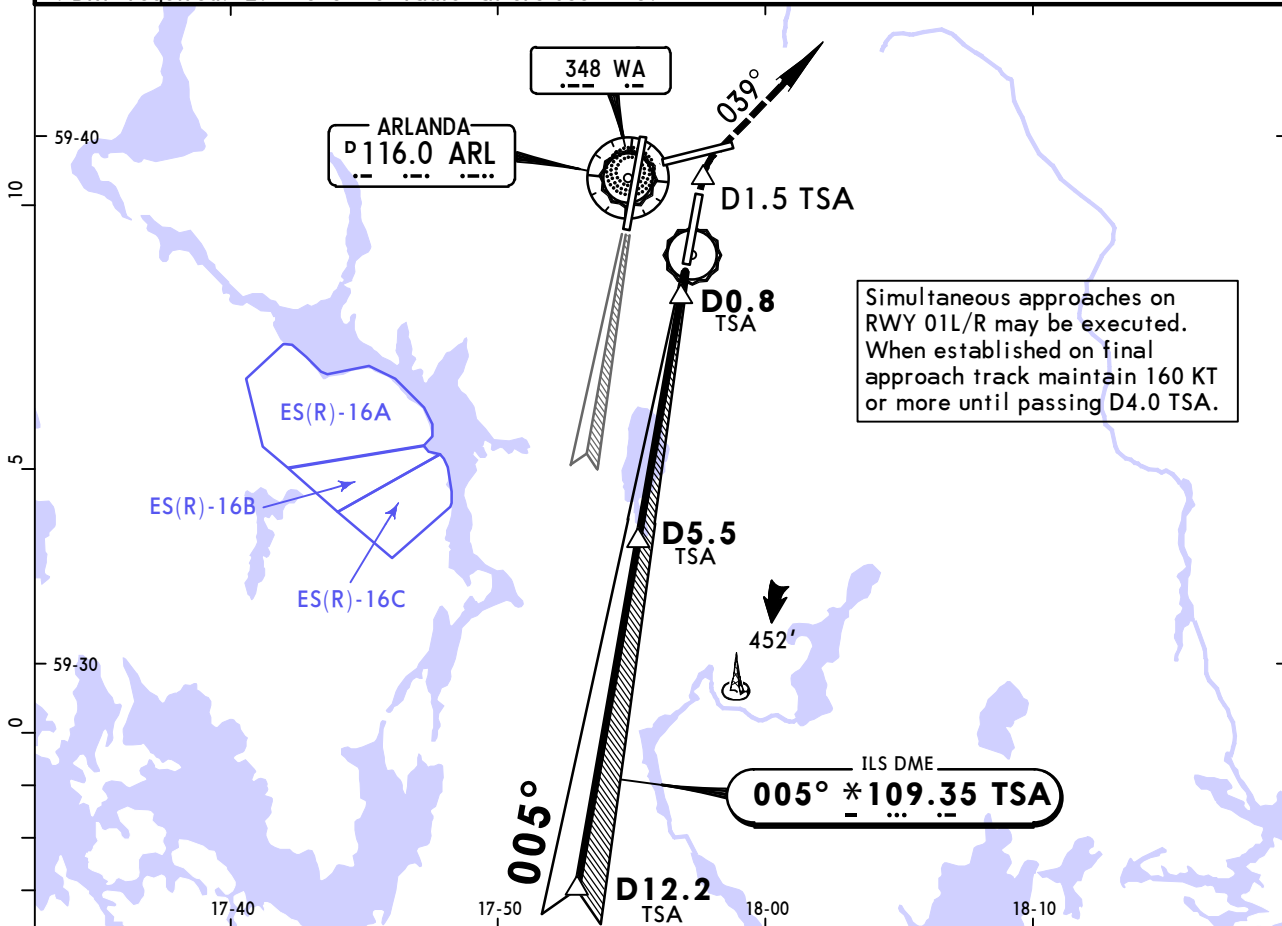 348 WA
039°
59-40
ARLANDA
D 116.0 ARL
10
D1.5 TSA
D0.8
TSA
Simultaneous approaches on
RWY 01L/R may be executed.
When established on final
approach track maintain 160 KT
or more until passing D4.0 TSA.
ES(R)-16A
5
ES(R)-16B
D5.5
TSA
ES(R)-16C
452'
59-30
0
ILS DME
005° *109.35 TSA
005°
D12.2
TSA
17-40
17-50
18-00
18-10